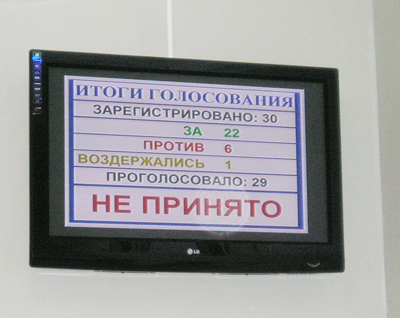 ИТОГИ ГОЛОСОВАНИЯ
ЗАРЕГИСТРИРОВАНО: 30
ЗА 22
ПРОТИВ 6
ВОЗДЕРЖАЛИСЬ 1
ПРОГОЛОСОВАЛО: 29
НЕ ПРИНЯТО
LG